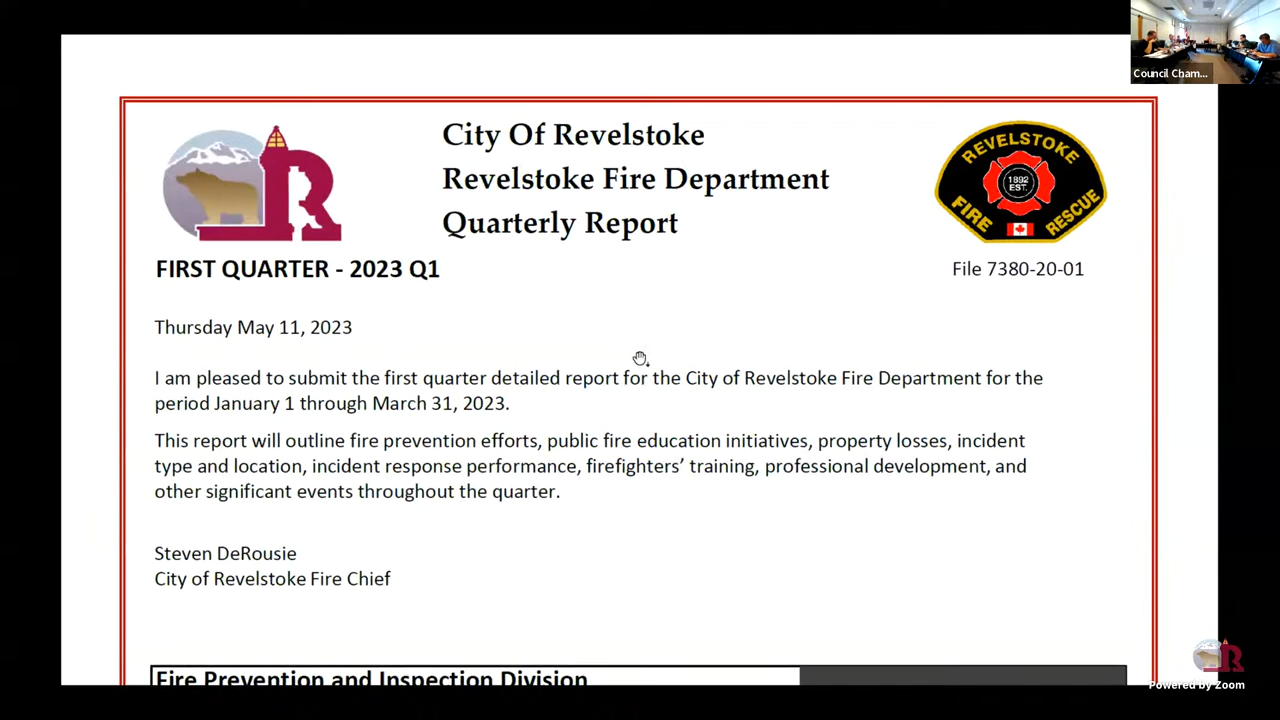 Council Cham...
City Of Revelstoke
Revelstoke Fire Department
Quarterly Report
R
REVELSTOKE
1892
EST.
FIRE
RESCUE
FIRST QUARTER - 2023 Q1
File 7380-20-01
Thursday May 11, 2023
I am pleased to submit the first quarter detailed report for the City of Revelstoke Fire Department for the
period January 1 through March 31, 2023.
This report will outline fire prevention efforts, public fire education initiatives, property losses, incident
type and location, incident response performance, firefighters’ training, professional development, and
other significant events throughout the quarter.
Steven DeRousie
City of Revelstoke Fire Chief
Fire Prevention and Inspection Division
R
Powered by Zoom